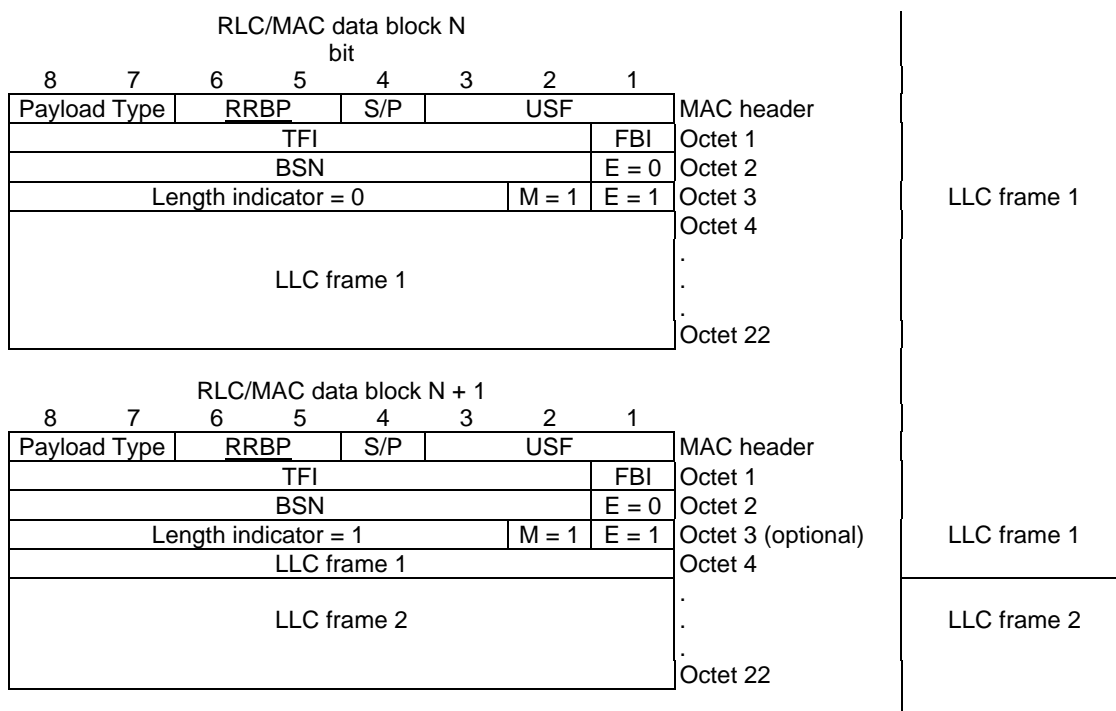 RLC/MAC data block N
bit
8 7 6 5 4 3 2 1
Payload Type RRBP S/P USF MAC header
TFI FBI Octet 1
BSN E = 0 Octet 2
Length indicator = 0 M = 1 E = 1 Octet 3 LLC frame 1
Octet 4
.
LLC frame 1 .
.
Octet 22
RLC/MAC data block N + 1
8 7 6 5 4 3 2 1
Payload Type RRBP S/P USF MAC header
TFI FBI Octet 1
BSN E = 0 Octet 2
Length indicator = 1 M = 1 E = 1 Octet 3 (optional) LLC frame 1
LLC frame 1 Octet 4
.
LLC frame 2 . LLC frame 2
.
Octet 22